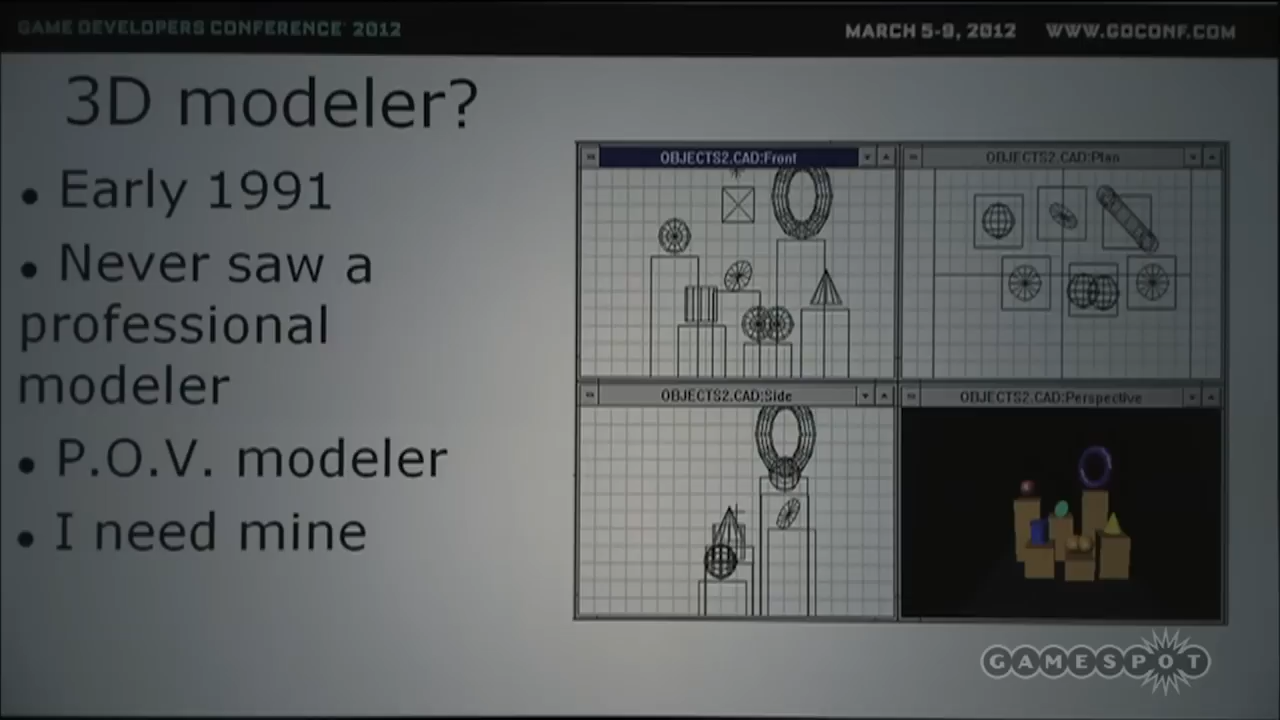 GAME DEVELOPERS CONFERENCE 2012
MARCH 5-9, 2012 WWW.GDCONF.COM
3D modeler?
• Early 1991
• Never saw a
professional
modeler
• P.O.V. modeler
• I need mine
OBJECTS2.CAD:Front
OBJECTS2.CAD:Plan
OBJECTS2.CAD:Side
OBJECTS2.CAD:Perspective
GAMESPOT